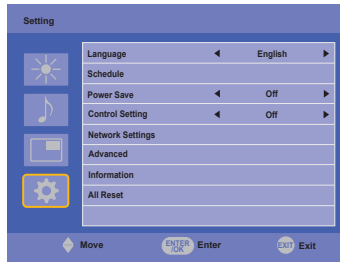 Setting
Language English
Schedule
Power Save Off
Control Setting Off
Network Settings
Advanced
Information
All Reset
Move ENTER /OK Enter EXIT Exit